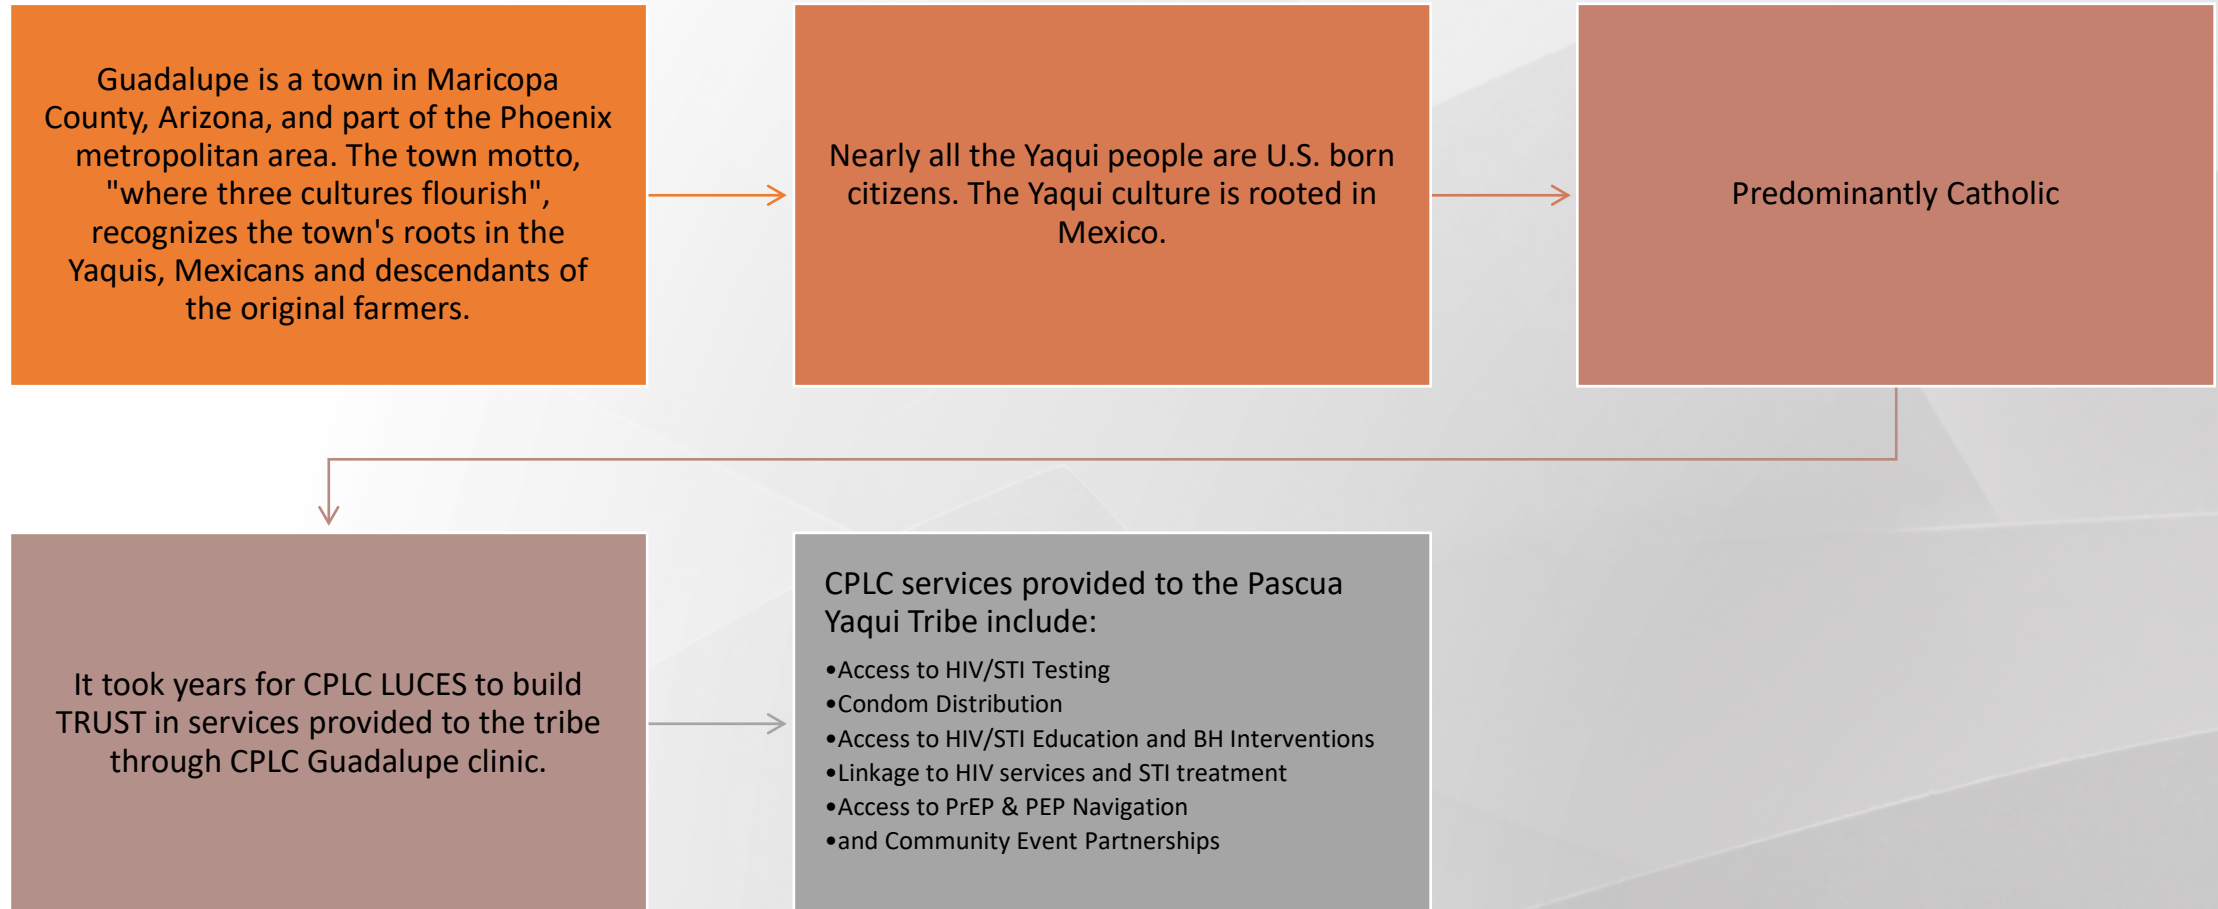 Guadalupe is a town in Maricopa
County, Arizona, and part of the Phoenix
metropolitan area. The town motto,
"where three cultures flourish",
recognizes the town's roots in the
Yaquis, Mexicans and descendants of
the original farmers.
Nearly all the Yaqui people are U.S. born
citizens. The Yaqui culture is rooted in
Mexico.
Predominantly Catholic
It took years for CPLC LUCES to build
TRUST in services provided to the tribe
through CPLC Guadalupe clinic.
CPLC services provided to the Pascua
Yaqui Tribe include:
•Access to HIV/STI Testing
•Condom Distribution
•Access to HIV/STI Education and BH Interventions
•Linkage to HIV services and STI treatment
•Access to PrEP & PEP Navigation
•and Community Event Partnerships